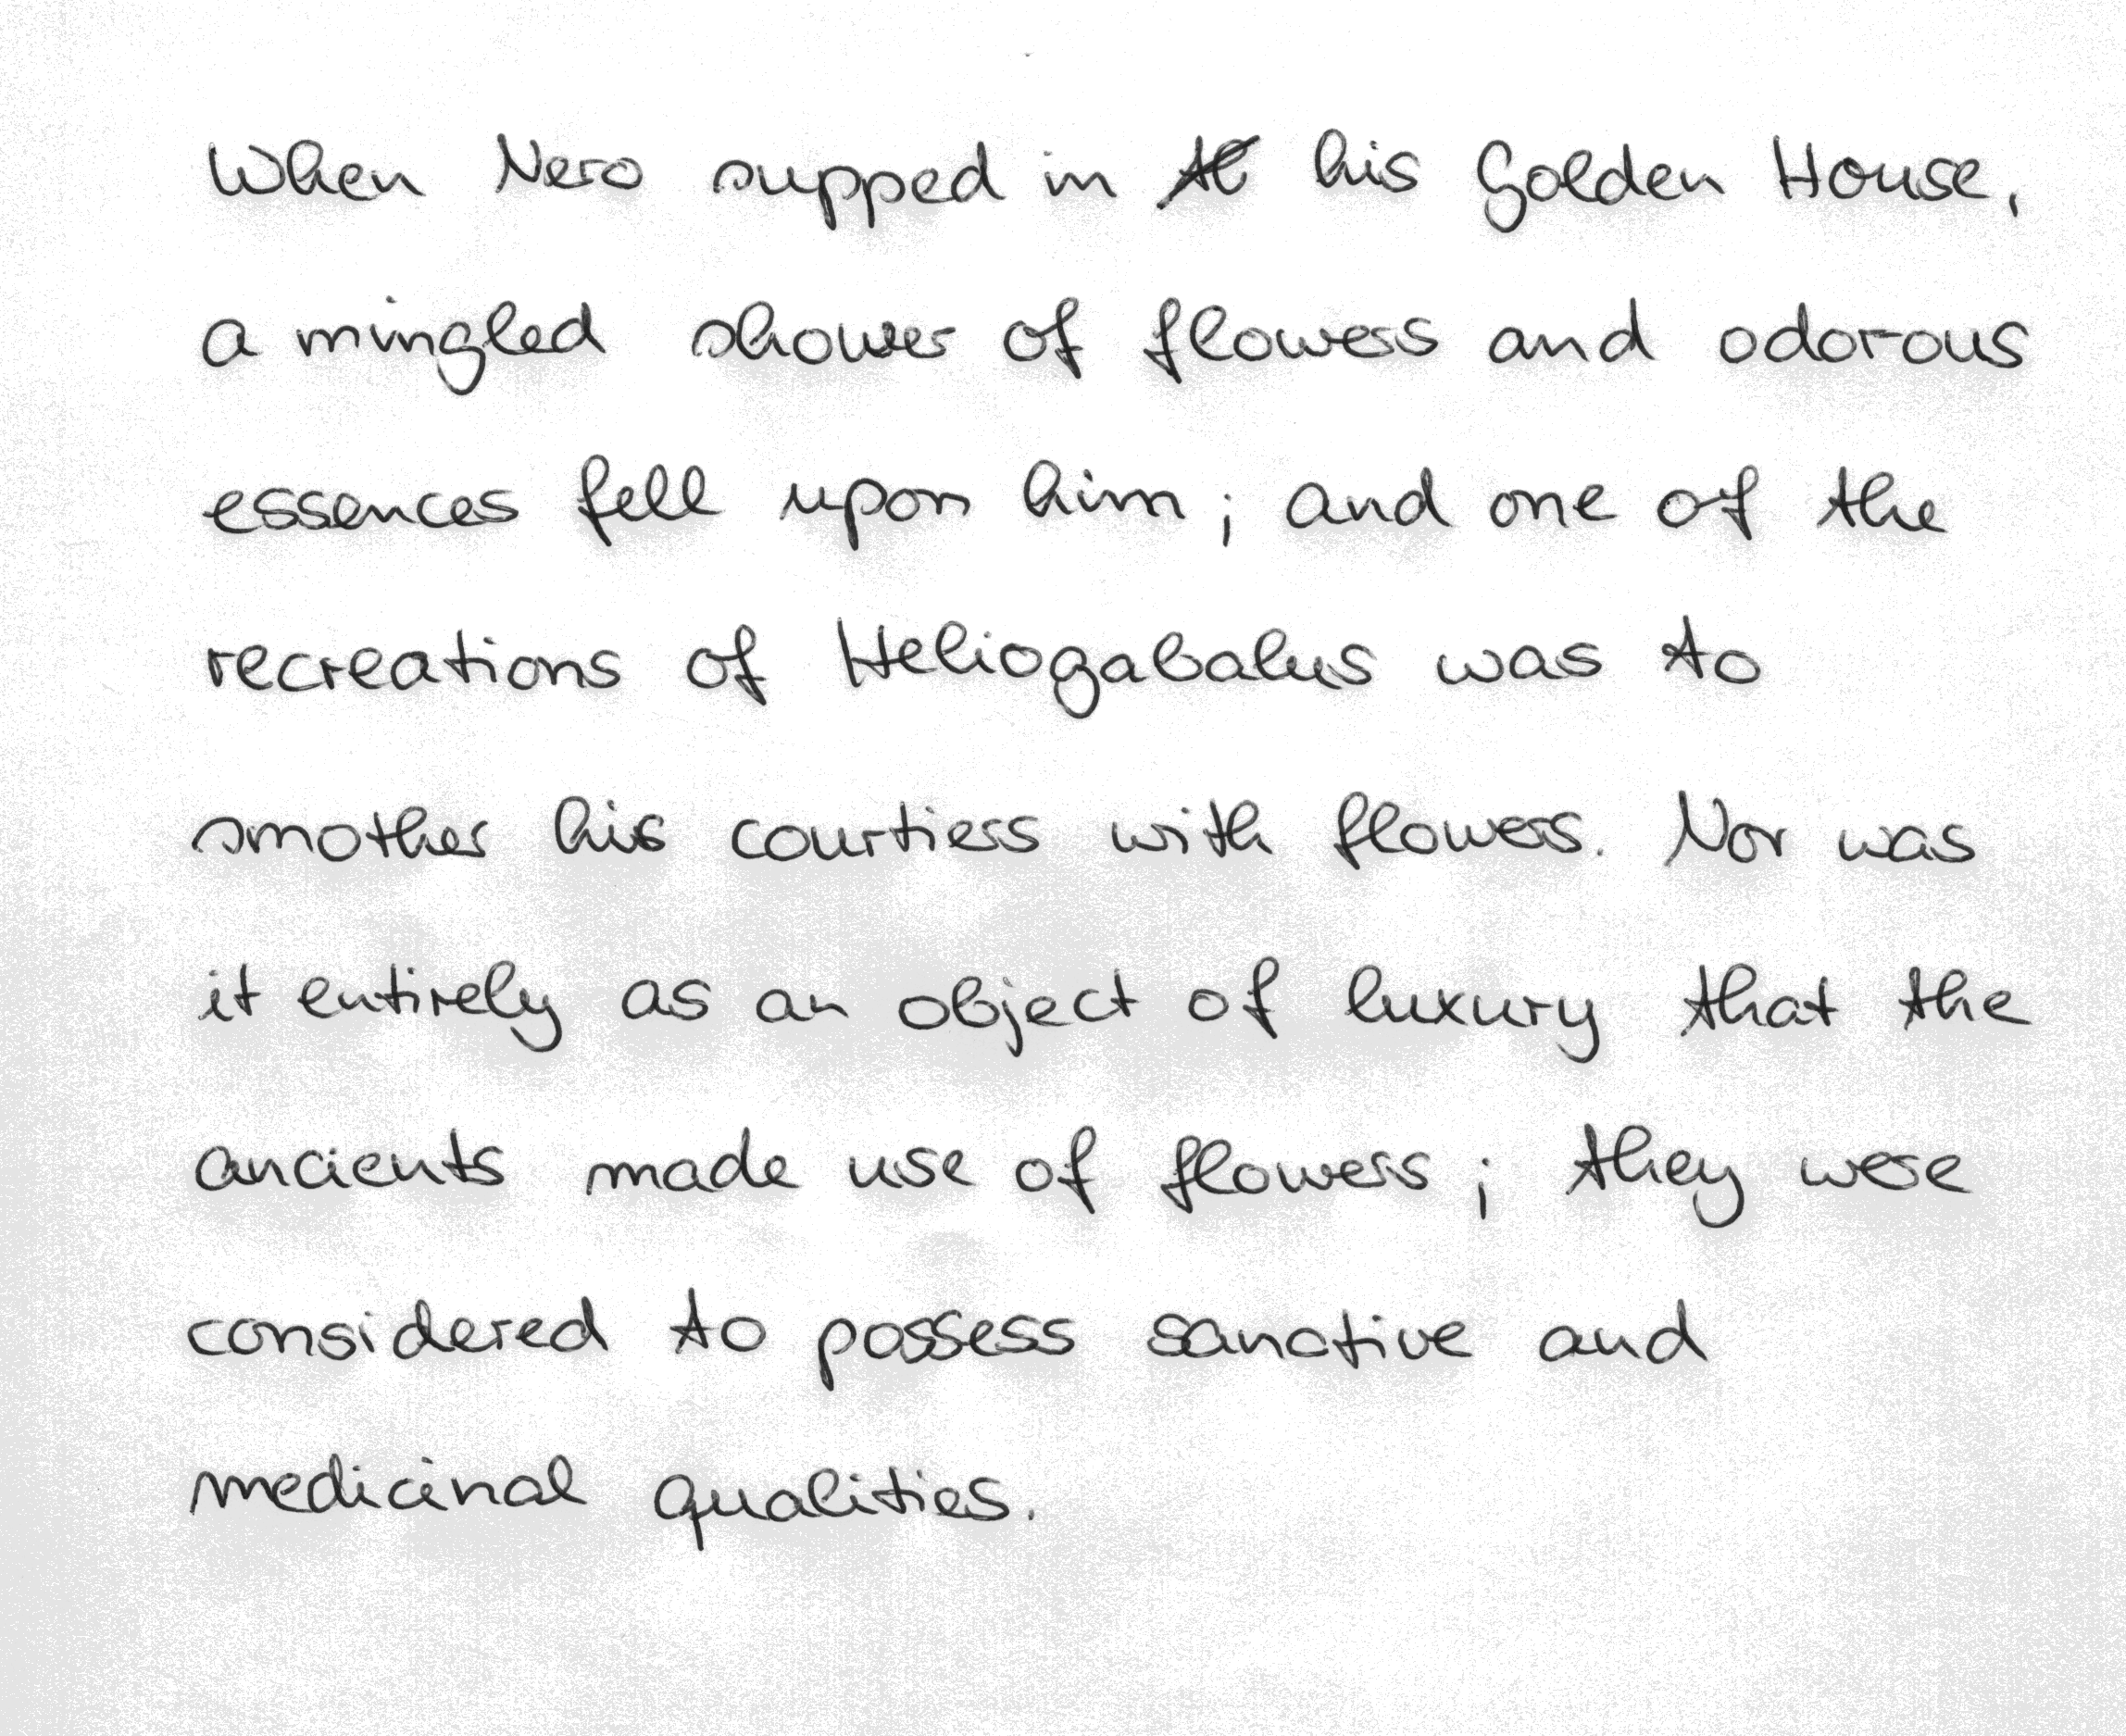 When Nero supped in his Golden House,
a mingled shower of flowers and odorous
essences fell upon him; and one of the
recreations of Heliogabalus was to
smother his courtiers with flowers. Nor was
it entirely as an object of luxury that the
ancients made use of flowers; they were
considered to possess sanctive and
medicinal qualities.